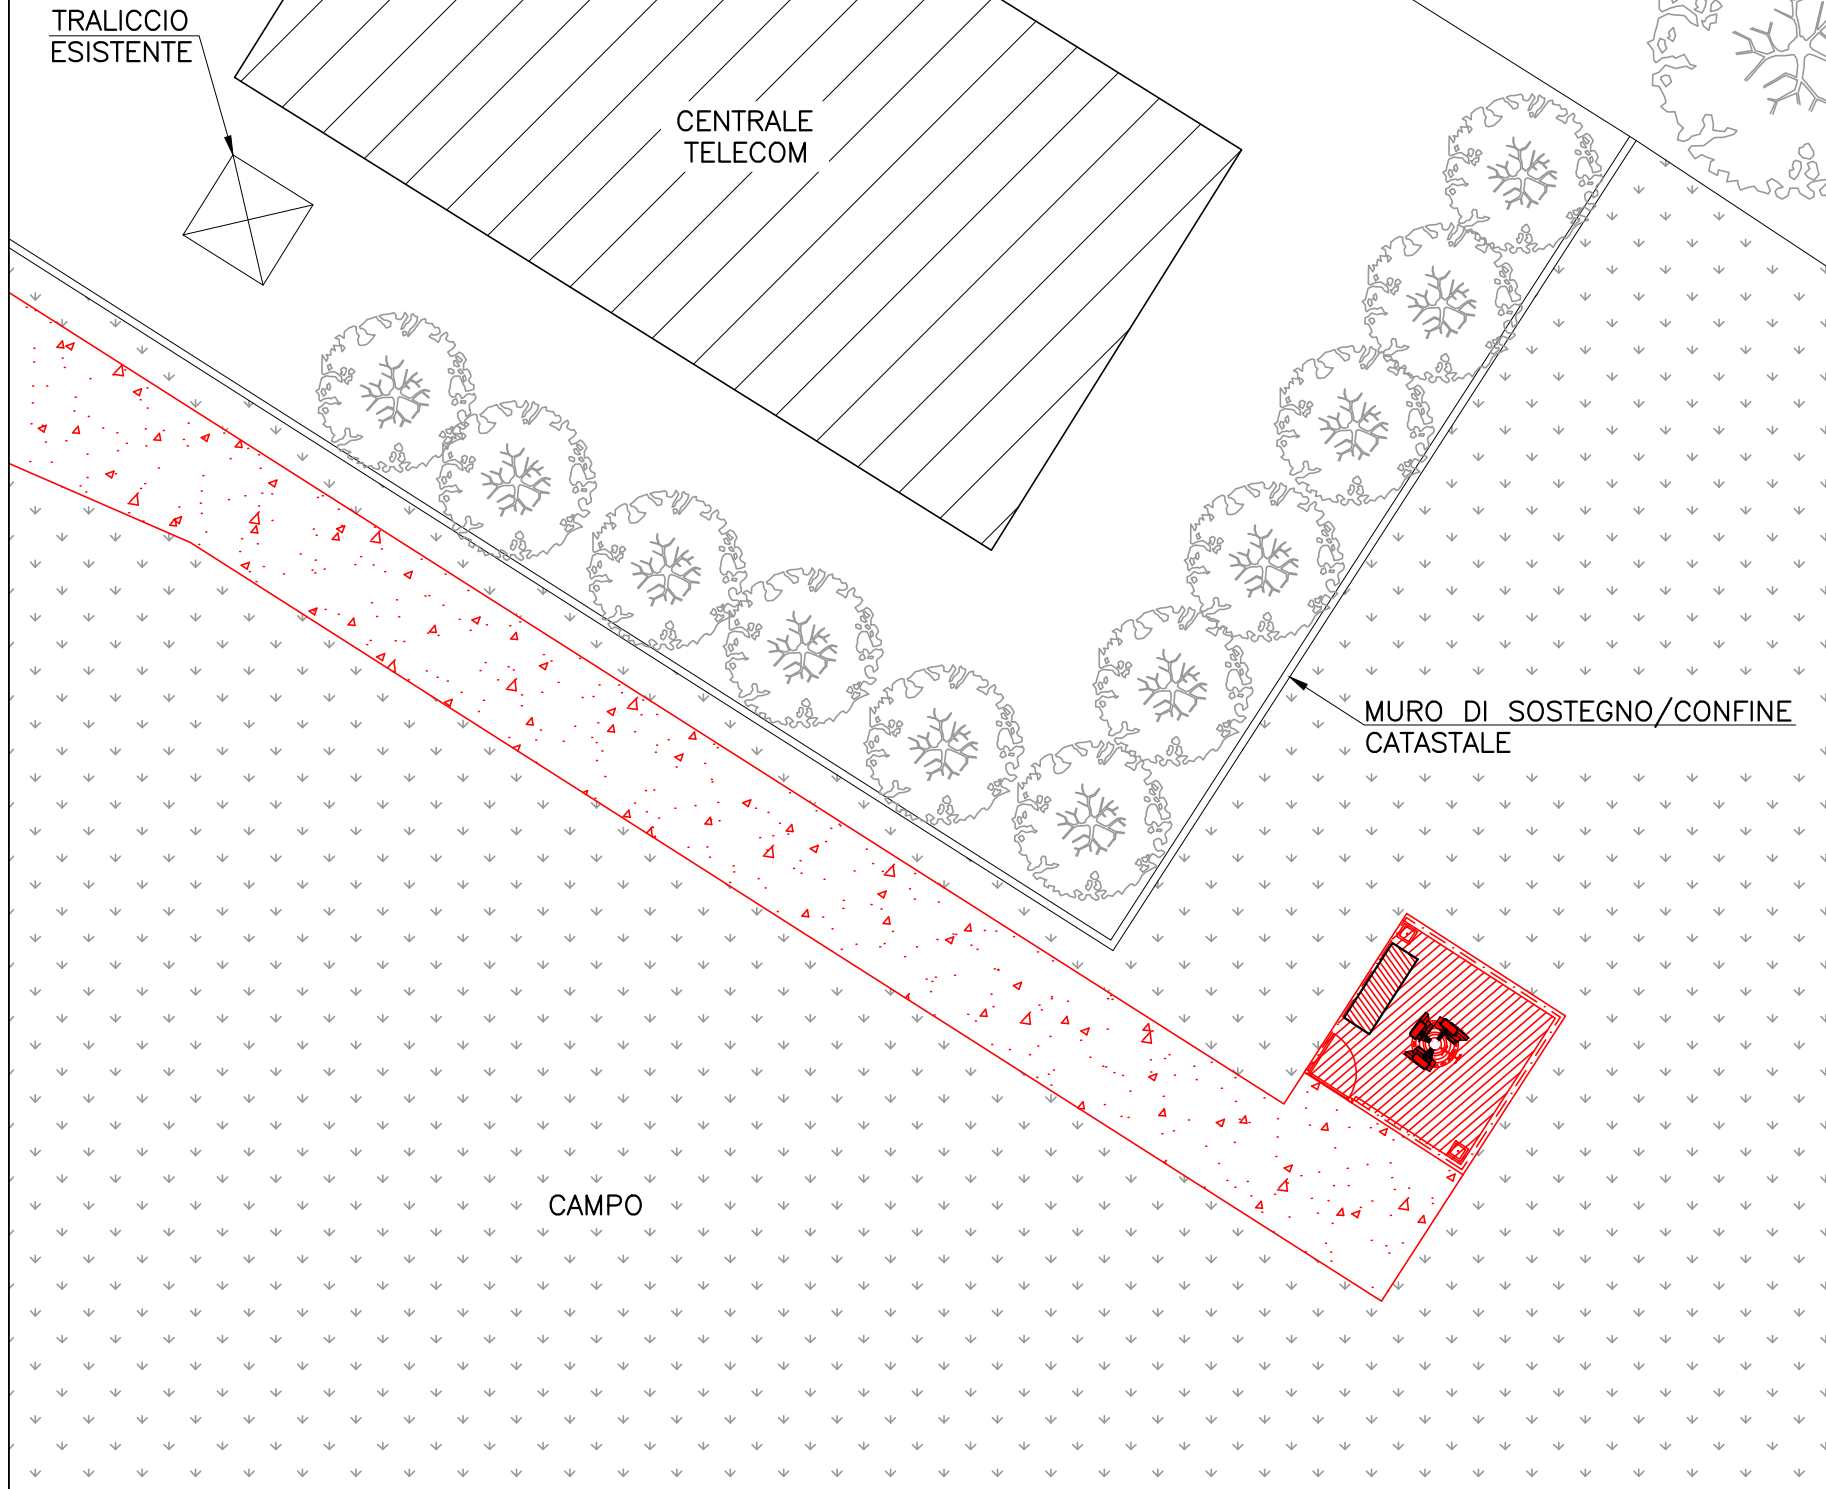 TRALICCIO
ESISTENTE
CENTRALE
TELECOM
MURO DI SOSTEGNO/CONFINE
CATASTALE
CAMPO